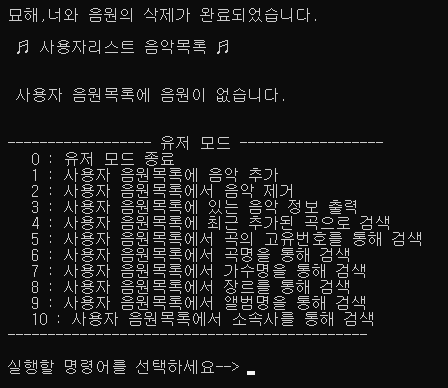 묘해,너와 음원의 삭제가 완료되었습니다.
♬ 사용자리스트 음악목록 ♬
사용자 음원목록에 음원이 없습니다.
------------------ 유저 모드 ------------------
0 : 유저 모드 종료
1 : 사용자 음원목록에 음악 추가
2 : 사용자 음원목록에서 음악 제거
3 : 사용자 음원목록에 있는 음악 정보 출력
4 : 사용자 음원목록에 최근 추가된 곡으로 검색
5 : 사용자 음원목록에서 곡의 고유번호를 통해 검색
6 : 사용자 음원목록에서 곡명을 통해 검색
7 : 사용자 음원목록에서 가수명을 통해 검색
8 : 사용자 음원목록에서 장르를 통해 검색
9 : 사용자 음원목록에서 앨범명을 통해 검색
10 : 사용자 음원목록에서 소속사를 통해 검색
---------------------------------------------
실행할 명령어를 선택하세요--> _